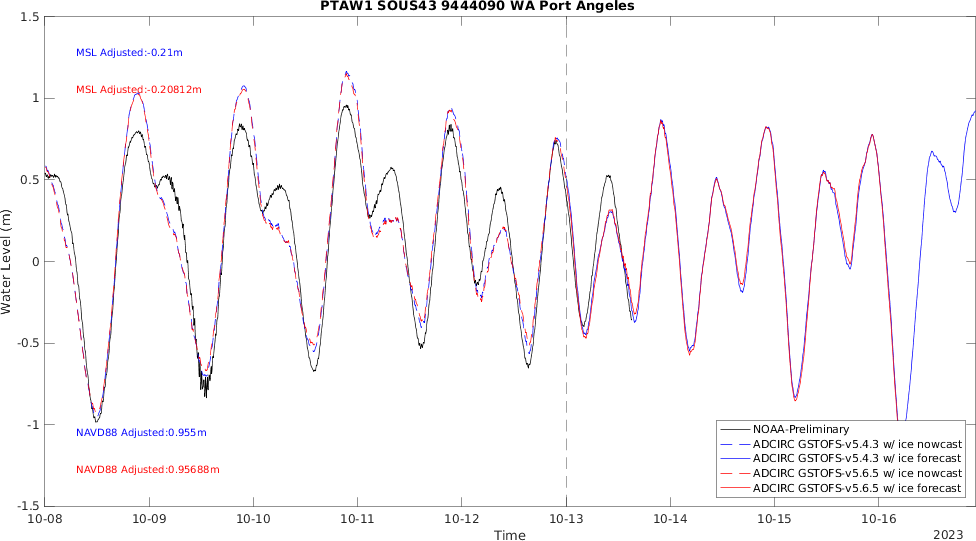 PTAW1 SOUS43 9444090 WA Port Angeles
1.5
MSL Adjusted:-0.21m
MSL Adjusted:-0.20812m
1
0.5
0
-0.5
-1
-1.5
Water Level (m)
NAVD88 Adjusted:0.955m
NAVD88 Adjusted:0.95688m
NOAA-Preliminary
ADCIRC GSTOFS-v5.4.3 w/ ice nowcast
ADCIRC GSTOFS-v5.4.3 w/ ice forecast
ADCIRC GSTOFS-v5.6.5 w/ ice nowcast
ADCIRC GSTOFS-v5.6.5 w/ ice forecast
10-08 10-09 10-10 10-11 10-12 10-13 10-14 10-15 10-16
Time
2023